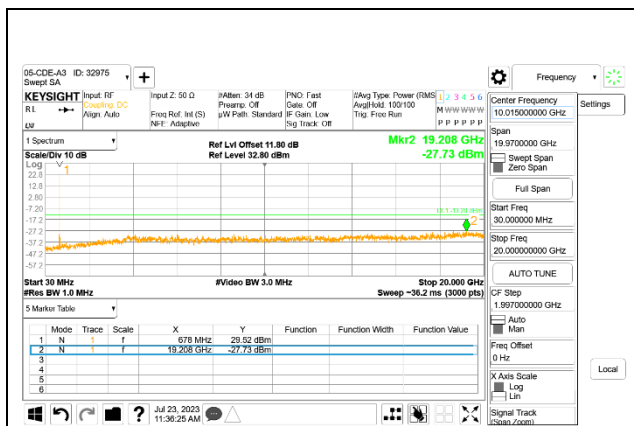 05-CDE-A3 ID: 32975
Swept SA
Frequency
KEYSIGHT
Input: RF
Input Z: 50 Ω
#Atten: 34 dB
PNO: Fast
#Avg Type: Power (RMS)
1 2 3 4 5 6
R L
Coupling: DC
Preamp: Off
Gate: Off
Avg|Hold: 100/100
M W W W W W
Align: Auto
Freq Ref: Int (S)
µW Path: Standard
IF Gain: Low
Trig: Free Run
NFE: Adaptive
Sig Track: Off
P P P P P P
Center Frequency
10.015000000 GHz
Settings
Span
19.9700000 GHz
Swept Span
Zero Span
Full Span
Start Freq
30.000000 MHz
Stop Freq
20.00000000 GHz
AUTO TUNE
CF Step
1.997000000 GHz
Auto
Man
Freq Offset
0 Hz
X Axis Scale
Log
Lin
Local
Signal Track
(Span Zoom)
1 Spectrum
Ref Lvl Offset 11.80 dB
Mkr2 19.208 GHz
Scale/Div 10 dB
Ref Level 32.80 dBm
-27.73 dBm
Log
1
22.8
12.8
2.80
-7.20
-17.2
2
-27.2
-37.2
-47.2
-57.2
Start 30 MHz
#Video BW 3.0 MHz
Stop 20.000 GHz
#Res BW 1.0 MHz
Sweep ~36.2 ms (3000 pts)
5 Marker Table
Mode Trace Scale X Y Function Function Width Function Value
1 N 1 f 678 MHz 29.52 dBm
2 N 1 f 19.208 GHz -27.73 dBm
3
4
5
6
Jul 23, 2023
11:36:25 AM